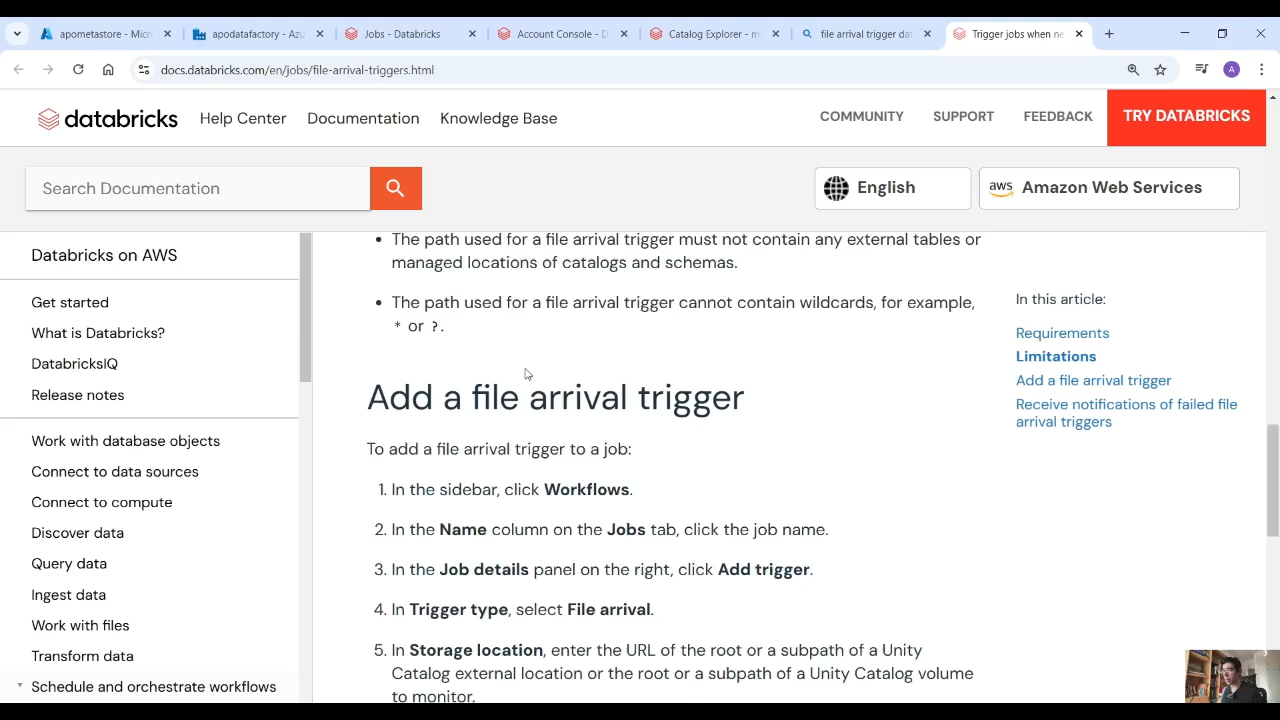 apometastore - Micr
apodatafactory - Azu
Jobs - Databricks
Account Console - D
Catalog Explorer - m
file arrival trigger dat
Trigger jobs when ne
docs.databricks.com/en/jobs/file-arrival-triggers.html
A
databricks
Help Center
Documentation
Knowledge Base
COMMUNITY
SUPPORT
FEEDBACK
TRY DATABRICKS
Search Documentation
English
aws
Amazon Web Services
Databricks on AWS
Get started
What is Databricks?
DatabricksIQ
Release notes
Work with database objects
Connect to data sources
Connect to compute
Discover data
Query data
Ingest data
Work with files
Transform data
Schedule and orchestrate workflows
• The path used for a file arrival trigger must not contain any external tables or
managed locations of catalogs and schemas.
• The path used for a file arrival trigger cannot contain wildcards, for example,
* or ?.
Add a file arrival trigger
To add a file arrival trigger to a job:
1. In the sidebar, click Workflows.
2. In the Name column on the Jobs tab, click the job name.
3. In the Job details panel on the right, click Add trigger.
4. In Trigger type, select File arrival.
5. In Storage location, enter the URL of the root or a subpath of a Unity
Catalog external location or the root or a subpath of a Unity Catalog volume
to monitor.
In this article:
Requirements
Limitations
Add a file arrival trigger
Receive notifications of failed file
arrival triggers